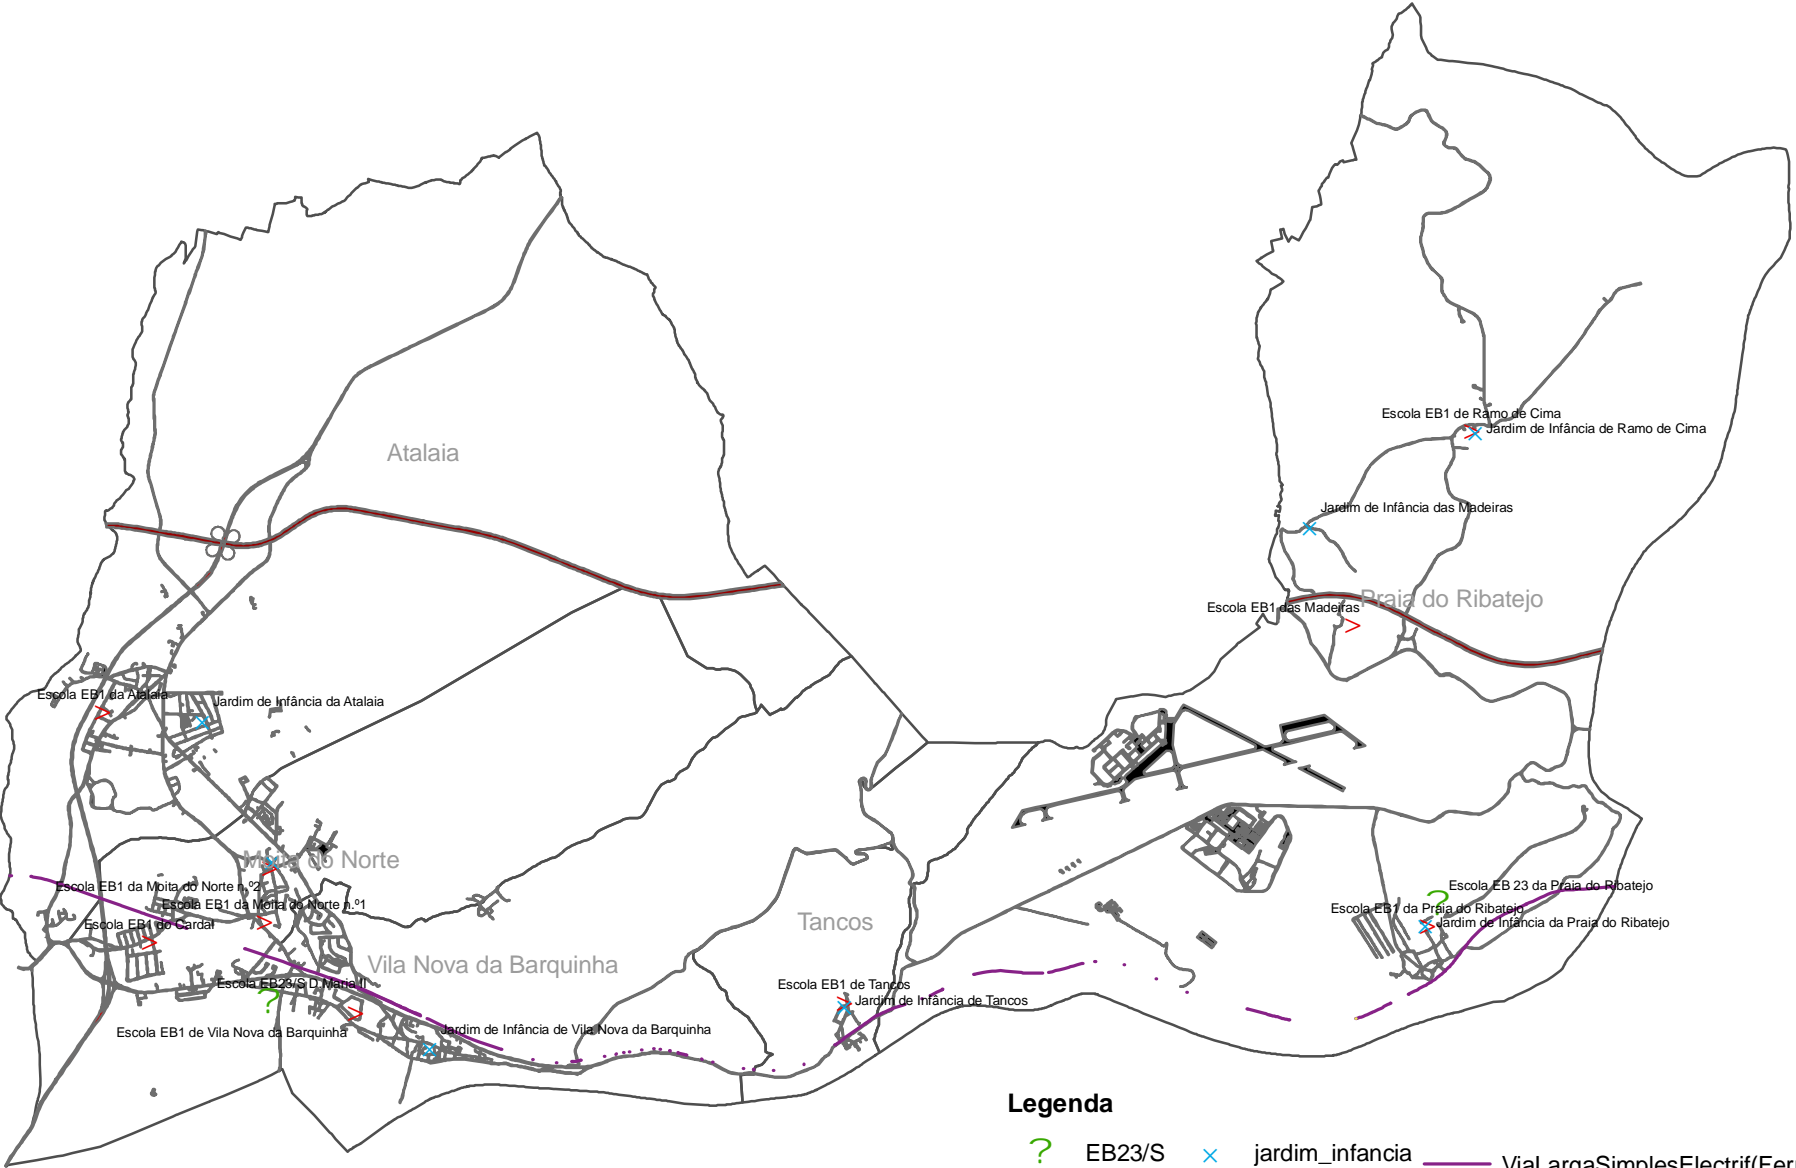 Escola EB1 de Ramo de Cima
Jardim de Infância de Ramo de Cima
Atalaia
Jardim de Infância das Madeiras
Escola EB1 das Madeiras
Praia do Ribatejo
Escola EB1 da Atalaia
Jardim de Infância da Atalaia
Moita do Norte
Escola EB1 da Moita do Norte n.º2
Escola EB1 da Moita do Norte n.º1
Escola EB1 do Cardal
Escola EB 23 da Praia do Ribatejo
Escola EB1 da Praia do Ribatejo
Jardim de Infância da Praia do Ribatejo
Tancos
Vila Nova da Barquinha
Escola EB23/S D.Maria II
Escola EB1 de Tancos
Jardim de Infância de Tancos
Escola EB1 de Vila Nova da Barquinha
Jardim de Infância de Vila Nova da Barquinha
Legenda
? EB23/S
jardim_infancia
ViaLargaSimplesElectrif(Ferr